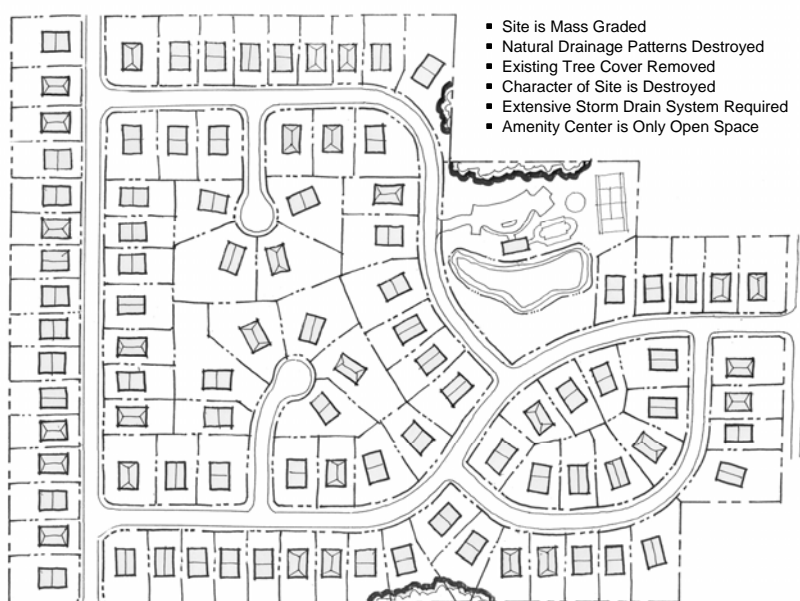 ▪ Site is Mass Graded
▪ Natural Drainage Patterns Destroyed
▪ Existing Tree Cover Removed
▪ Character of Site is Destroyed
▪ Extensive Storm Drain System Required
▪ Amenity Center is Only Open Space